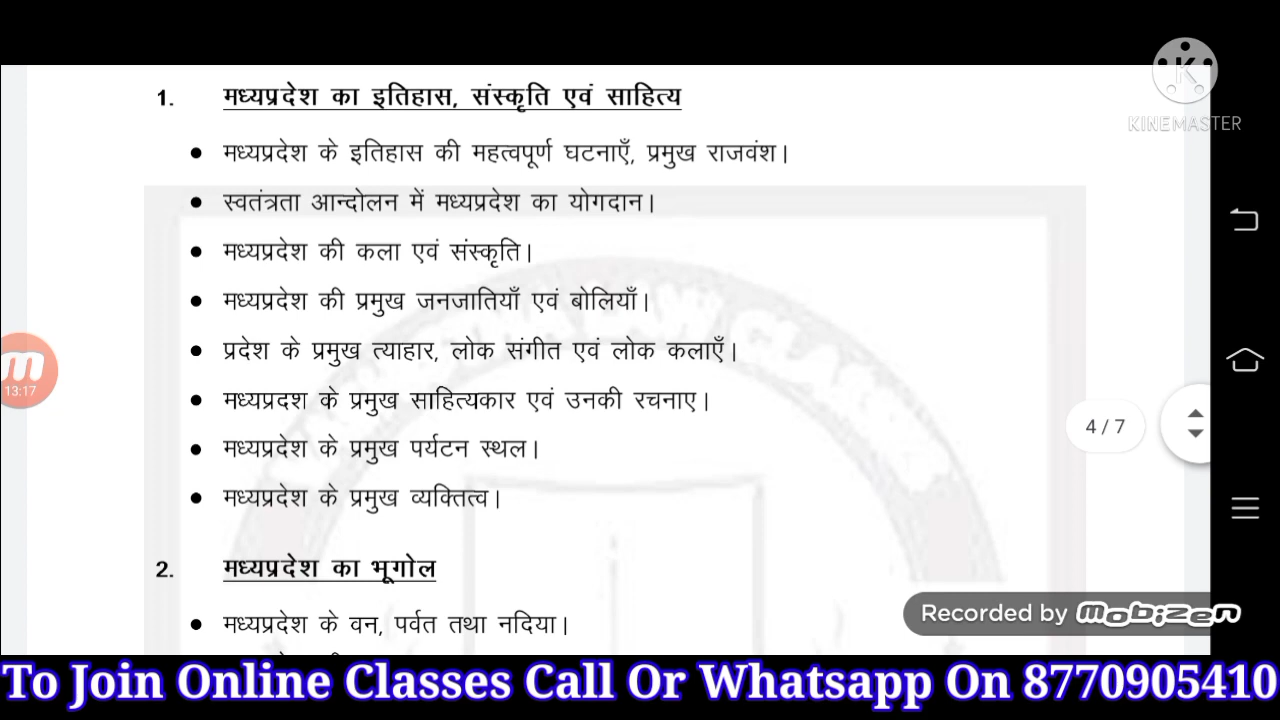 1. मध्यप्रदेश का इतिहास, संस्कृति एवं साहित्य
• मध्यप्रदेश के इतिहास की महत्वपूर्ण घटनाएँ, प्रमुख राजवंश।
• स्वतंत्रता आन्दोलन में मध्यप्रदेश का योगदान।
• मध्यप्रदेश की कला एवं संस्कृति।
• मध्यप्रदेश की प्रमुख जनजातियाँ एवं बोलियाँ।
• प्रदेश के प्रमुख त्याहार, लोक संगीत एवं लोक कलाएँ।
• मध्यप्रदश के प्रमुख साहित्यकार एवं उनकी रचनाए।
• मध्यप्रदेश के प्रमुख पर्यटन स्थल।
• मध्यप्रदेश के प्रमुख व्यक्तित्व।
2. मध्यप्रदेश का भूगोल
• मध्यप्रदेश के वन, पर्वत तथा नदिया।
K
KINEMASTER
m
13:17
4 / 7
LAW CLASSES
Recorded by mobizen
To Join Online Classes Call Or Whatsapp On 8770905410